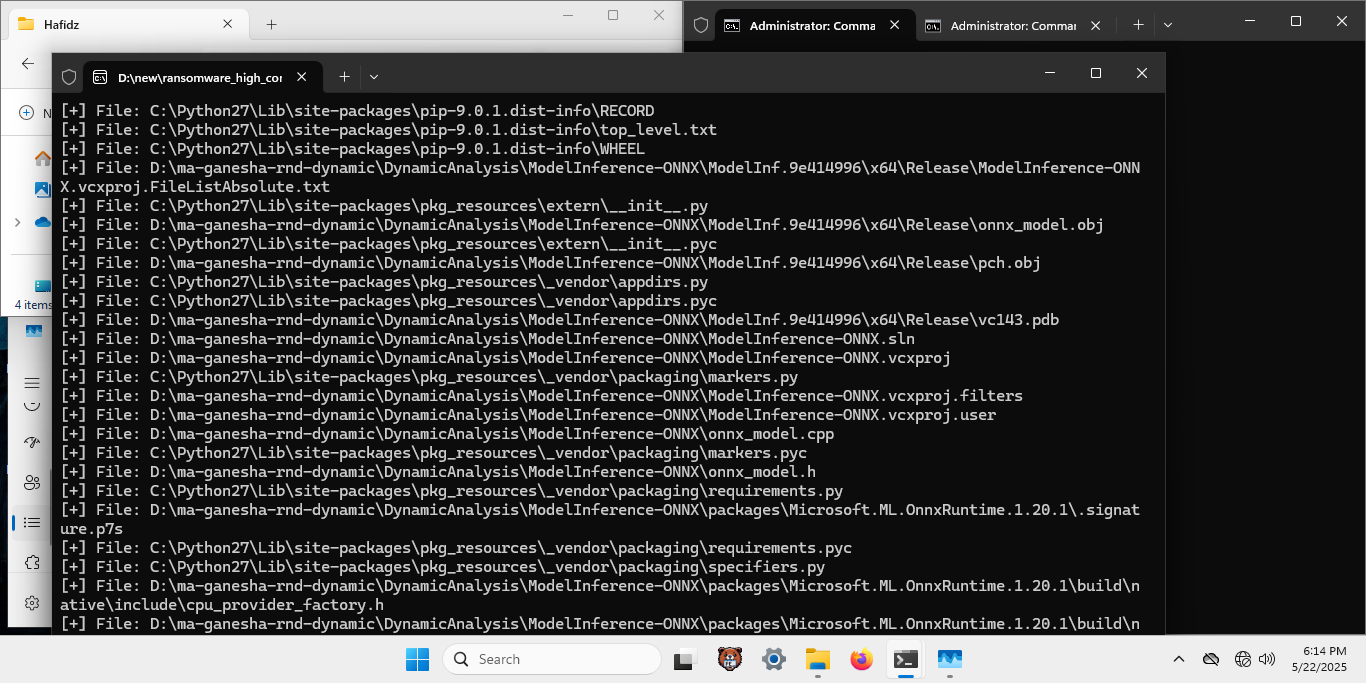 Hafidz
Administrator: Comma
Administrator: Commar
N
4 items
D:\new\ransomware_high_cor
[+] File: C:\Python27\Lib\site-packages\pip-9.0.1.dist-info\RECORD
[+] File: C:\Python27\Lib\site-packages\pip-9.0.1.dist-info\top_level.txt
[+] File: C:\Python27\Lib\site-packages\pip-9.0.1.dist-info\WHEEL
[+] File: D:\ma-ganesha-rnd-dynamic\DynamicAnalysis\ModelInference-ONNX\ModelInf.9e414996\x64\Release\ModelInference-ONN
X.vcxproj.FileListAbsolute.txt
[+] File: C:\Python27\Lib\site-packages\pkg_resources\extern\__init__.py
[+] File: D:\ma-ganesha-rnd-dynamic\DynamicAnalysis\ModelInference-ONNX\ModelInf.9e414996\x64\Release\onnx_model.obj
[+] File: C:\Python27\Lib\site-packages\pkg_resources\extern\__init__.pyc
[+] File: D:\ma-ganesha-rnd-dynamic\DynamicAnalysis\ModelInference-ONNX\ModelInf.9e414996\x64\Release\pch.obj
[+] File: C:\Python27\Lib\site-packages\pkg_resources\_vendor\appdirs.py
[+] File: C:\Python27\Lib\site-packages\pkg_resources\_vendor\appdirs.pyc
[+] File: D:\ma-ganesha-rnd-dynamic\DynamicAnalysis\ModelInference-ONNX\ModelInf.9e414996\x64\Release\vc143.pdb
[+] File: D:\ma-ganesha-rnd-dynamic\DynamicAnalysis\ModelInference-ONNX\ModelInference-ONNX.sln
[+] File: D:\ma-ganesha-rnd-dynamic\DynamicAnalysis\ModelInference-ONNX\ModelInference-ONNX.vcxproj
[+] File: C:\Python27\Lib\site-packages\pkg_resources\_vendor\packaging\markers.py
[+] File: D:\ma-ganesha-rnd-dynamic\DynamicAnalysis\ModelInference-ONNX\ModelInference-ONNX.vcxproj.filters
[+] File: D:\ma-ganesha-rnd-dynamic\DynamicAnalysis\ModelInference-ONNX\ModelInference-ONNX.vcxproj.user
[+] File: D:\ma-ganesha-rnd-dynamic\DynamicAnalysis\ModelInference-ONNX\onnx_model.cpp
[+] File: C:\Python27\Lib\site-packages\pkg_resources\_vendor\packaging\markers.pyc
[+] File: D:\ma-ganesha-rnd-dynamic\DynamicAnalysis\ModelInference-ONNX\onnx_model.h
[+] File: C:\Python27\Lib\site-packages\pkg_resources\_vendor\packaging\requirements.py
[+] File: D:\ma-ganesha-rnd-dynamic\DynamicAnalysis\ModelInference-ONNX\packages\Microsoft.ML.OnnxRuntime.1.20.1\.signat
ure.p7s
[+] File: C:\Python27\Lib\site-packages\pkg_resources\_vendor\packaging\requirements.pyc
[+] File: C:\Python27\Lib\site-packages\pkg_resources\_vendor\packaging\specifiers.py
[+] File: D:\ma-ganesha-rnd-dynamic\DynamicAnalysis\ModelInference-ONNX\packages\Microsoft.ML.OnnxRuntime.1.20.1\build\n
ative\include\cpu_provider_factory.h
[+] File: D:\ma-ganesha-rnd-dynamic\DynamicAnalysis\ModelInference-ONNX\packages\Microsoft.ML.OnnxRuntime.1.20.1\build\n
Search
6:14 PM
5/22/2025